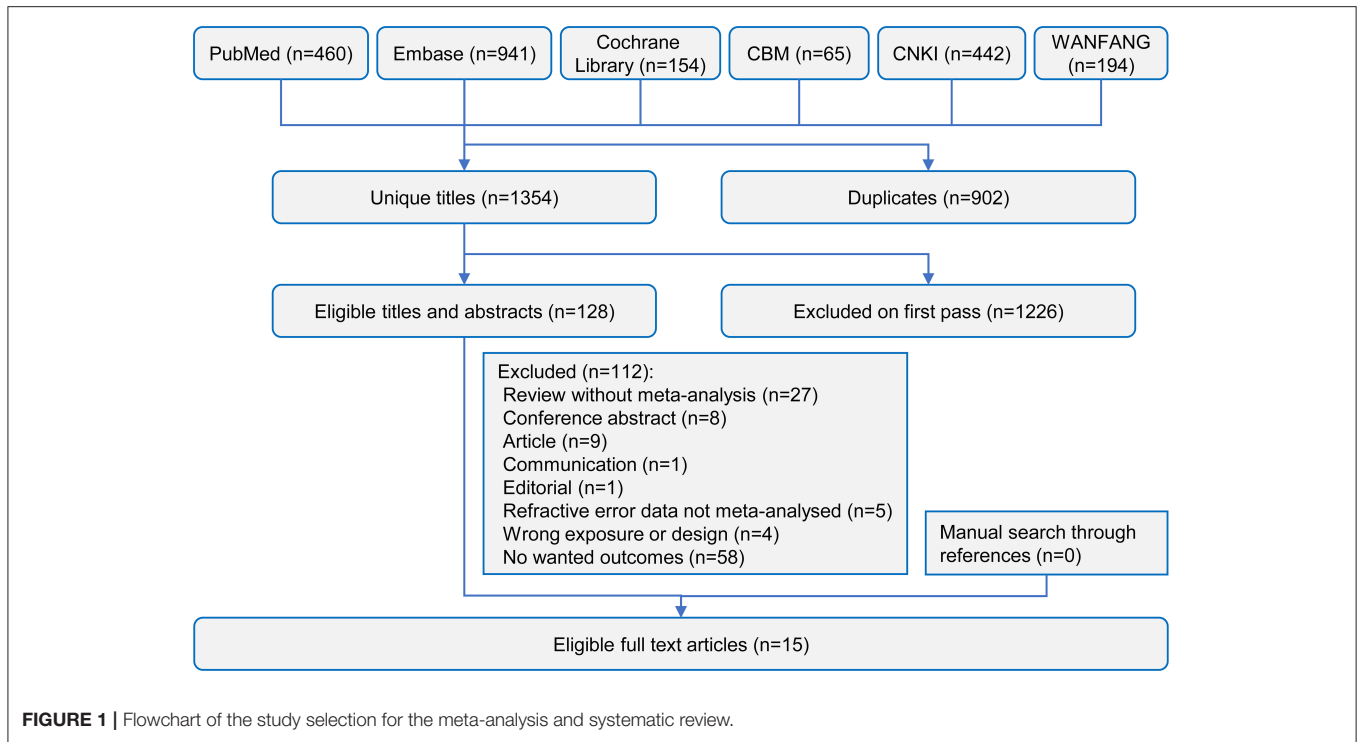 PubMed (n=460)
Embase (n=941)
Cochrane
Library (n=154)
CBM (n=65)
CNKI (n=442)
WANFANG
(n=194)
Unique titles (n=1354)
Duplicates (n=902)
Eligible titles and abstracts (n=128)
Excluded on first pass (n=1226)
Excluded (n=112):
Review without meta-analysis (n=27)
Conference abstract (n=8)
Article (n=9)
Communication (n=1)
Editorial (n=1)
Refractive error data not meta-analysed (n=5)
Wrong exposure or design (n=4)
No wanted outcomes (n=58)
Manual search through
references (n=0)
Eligible full text articles (n=15)
FIGURE 1 | Flowchart of the study selection for the meta-analysis and systematic review.